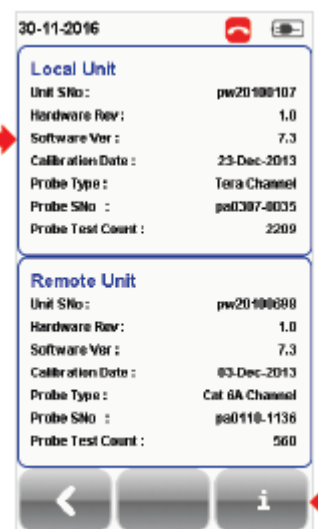 30-11-2016
Local Unit
Unit SNo: pw20100107
Hardware Rev: 1.0
Software Ver : 7.3
Calibration Date : 23-Dec-2013
Probe Type : Tera Channel
Probe SNo : pa0307-0035
Probe Test Count : 2209
Remote Unit
Unit SNo: pw20100698
Hardware Rev: 1.0
Software Ver : 7.3
Calibration Date : 03-Dec-2013
Probe Type : Cat 6A Channel
Probe SNo : pa0110-1136
Probe Test Count : 560
i